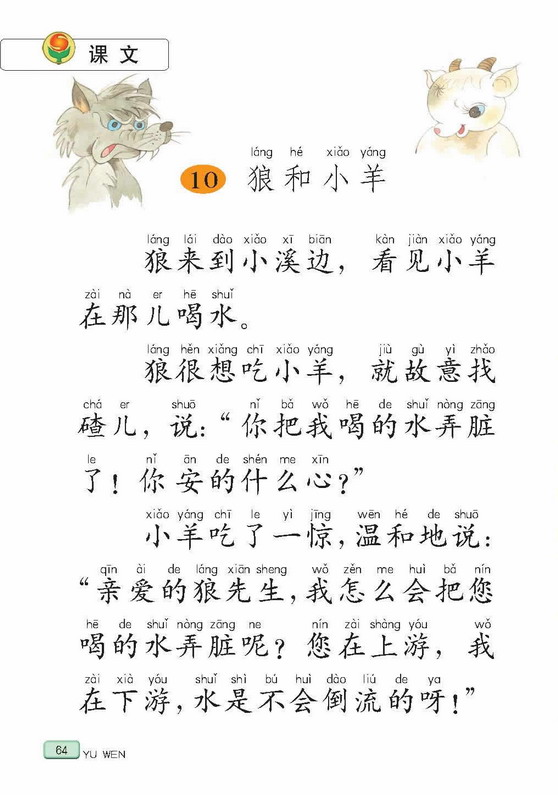 课文
láng hé xiǎo yáng
10 狼和小羊
láng lái dào xiǎo xī biān kàn jiàn xiǎo yáng
狼来到小溪边，看见小羊
zài nà er hē shuǐ
在那儿喝水。
láng hěn xiǎng chī xiǎo yáng jiù gù yì zhǎo
狼很想吃小羊，就故意找
chá er shuō nǐ bǎ wǒ hē de shuǐ nòng zāng
碴儿，说：“你把我喝的水弄脏
le nǐ ān de shén me xīn
了！你安的什么心？”
xiǎo yáng chī le yì jīng wēn hé de shuō
小羊吃了一惊，温和地说：
qīn ài de láng xiān sheng wǒ zěn me huì bǎ nín
“亲爱的狼先生，我怎么会把您
hē de shuǐ nòng zāng ne nín zài shàng yóu wǒ
喝的水弄脏呢？您在上游，我
zài xià yóu shuǐ shì bú huì dào liú de ya
在下游，水是不会倒流的呀！”
64 YU WEN